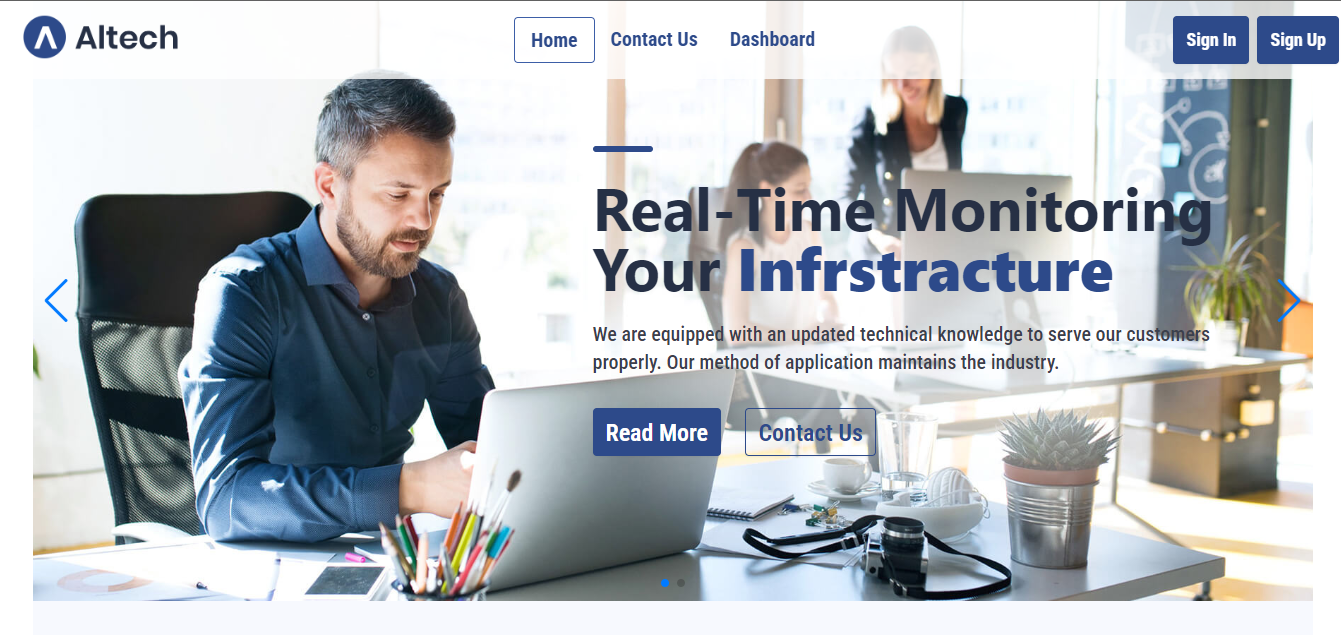 Altech
Home
Contact Us
Dashboard
Sign In
Sign Up
Real-Time Monitoring
Your Infrstracture
We are equipped with an updated technical knowledge to serve our customers
properly. Our method of application maintains the industry.
Read More
Contact Us